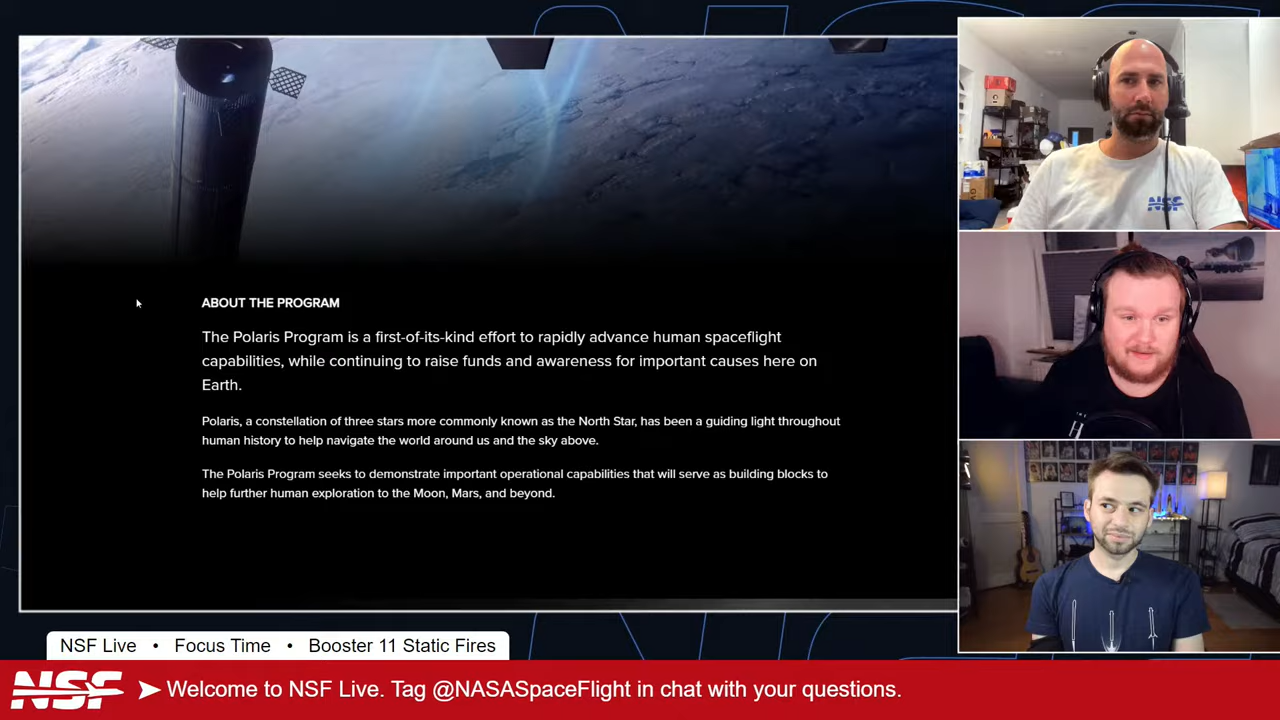 ABOUT THE PROGRAM
The Polaris Program is a first-of-its-kind effort to rapidly advance human spaceflight
capabilities, while continuing to raise funds and awareness for important causes here on
Earth.
Polaris, a constellation of three stars more commonly known as the North Star, has been a guiding light throughout
human history to help navigate the world around us and the sky above.
The Polaris Program seeks to demonstrate important operational capabilities that will serve as building blocks to
help further human exploration to the Moon, Mars, and beyond.
NSF
NSF Live • Focus Time • Booster 11 Static Fires
NSF
Welcome to NSF Live. Tag @NASASpaceFlight in chat with your questions.